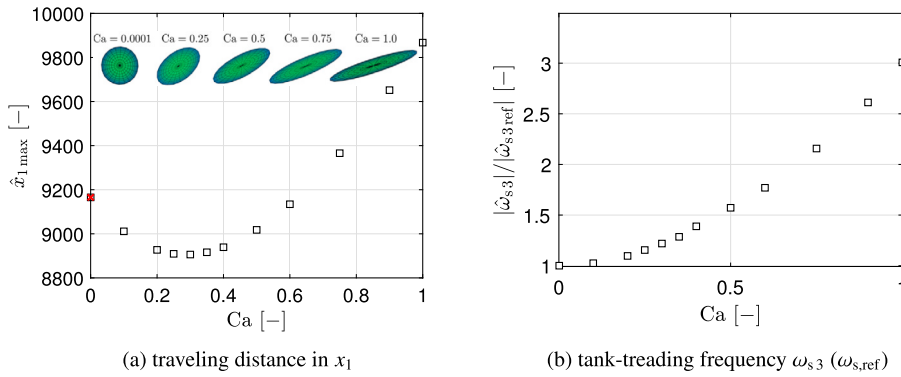 10000
9800
9600
9400
9200
9000
8800
x̂₁ max [−]
Ca = 0.0001 Ca = 0.25 Ca = 0.5 Ca = 0.75 Ca = 1.0
0 0.2 0.4 0.6 0.8 1
Ca [−]
(a) traveling distance in x₁
3
2.5
2
1.5
1
|ω̂ₛ ₃|/|ω̂ₛ ₃ ref| [−]
0.5
1
Ca [−]
(b) tank-treading frequency ωₛ ₃ (ωₛ,ref)